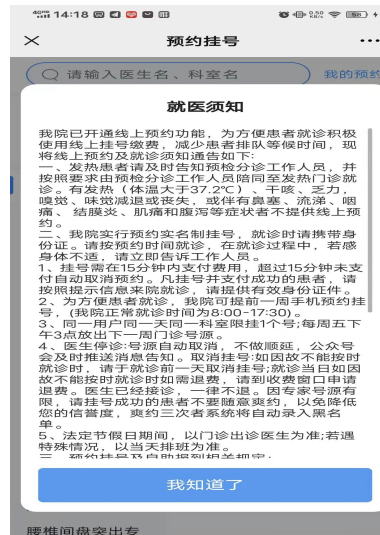 14:18
预约挂号
请输入医生名、科室名
我的预约
就医须知
我院已开通线上预约功能，为方便患者就诊积极
使用线上挂号缴费，减少患者排队等候时间，现
将线上预约及就诊须知通告如下：
一、发热患者请及时告知预检分诊工作人员，并
按照要求由预检分诊工作人员陪同至发热门诊就
诊。有发热（体温大于37.2℃）、干咳、乏力，
嗅觉、味觉减退或丧失，或伴有鼻塞、流涕、咽
痛、 结膜炎、肌痛和腹泻等症状者不提供线上预
约。
二、我院实行预约实名制挂号，就诊时请携带身
份证。请按预约时间就诊，在就诊过程中，若感
身体不适，请立即告诉工作人员。
1、挂号需在15分钟内支付费用，超过15分钟未支
付自动取消预约。凡挂号并支付成功的患者，请
按照提示信息来院就诊，请提供有效身份证件。
2、为方便患者就诊，我院可提前一周手机预约挂
号，(我院正常就诊时间为8:00-17:30)。
3、同一用户同一天同一科室限挂1个号;每周五下
午3点放出下一周门诊号源。
4、医生停诊:号源自动取消，不做顺延，公众号
会及时推送消息告知。取消挂号:如因故不能按时
就诊时，请于就诊前一天取消挂号;就诊当日如因
故不能按时就诊时如需退费，请到收费窗口申请
退费。医生已经接诊，一律不退。因专家号源有
限，请挂号成功的患者不要随意爽约，以免降低
您的信誉度，爽约三次者系统将自动录入黑名
单。
5、法定节假日期间，以门诊出诊医生为准;若遇
特殊情况，以当天排班为准。
三、预约挂号及自助报到相关规定：
我知道了
腰椎间盘突出专